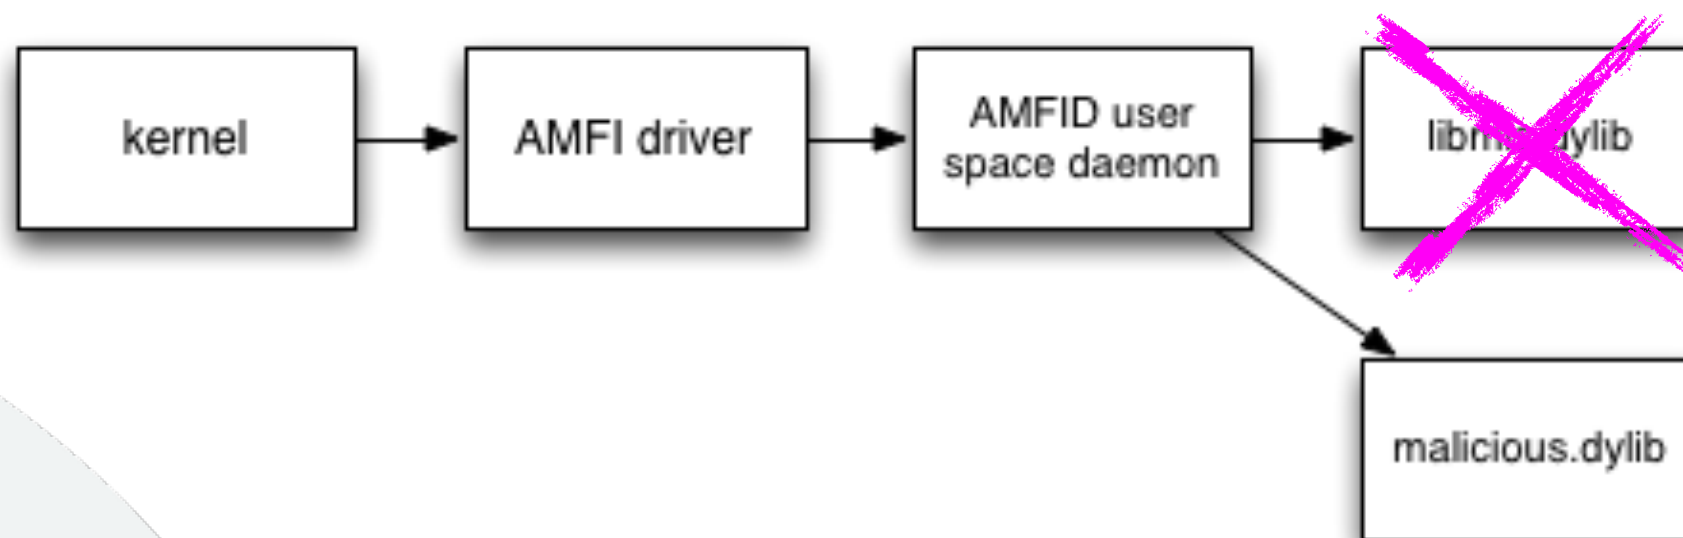 kernel
AMFI driver
AMFID user
space daemon
malicious.dylib